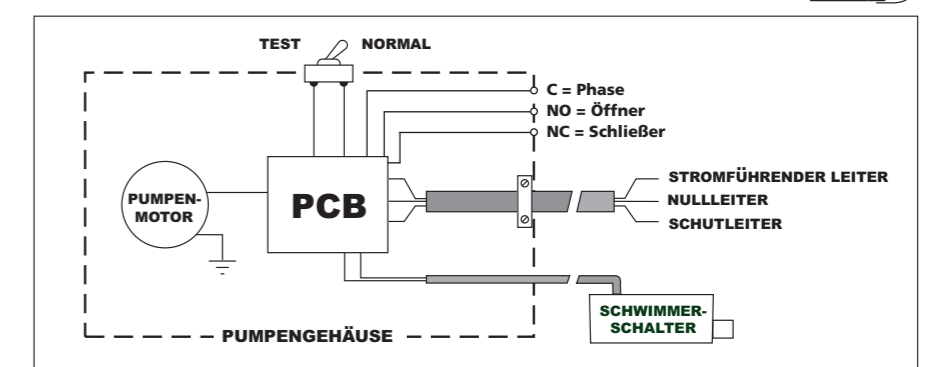 TEST
NORMAL
C = Phase
NO = Öffner
NC = Schließer
PUMPEN-
MOTOR
PCB
STROMFÜHRENDER LEITER
NULLLEITER
SCHUTLEITER
SCHWIMMER-
SCHALTER
PUMPENGEHÄUSE